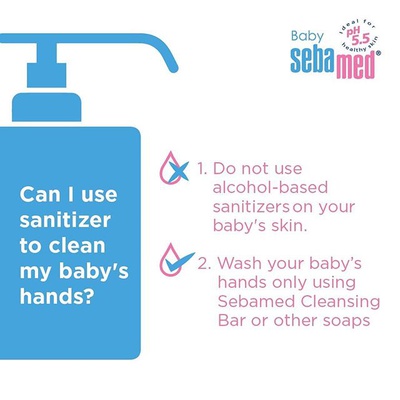 Baby
sebamed®
ideal for
pH
5.5
healthy skin
Can I use
sanitizer
to clean
my baby's
hands?
1. Do not use
alcohol-based
sanitizers on your
baby's skin.
2. Wash your baby's
hands only using
Sebamed Cleansing
Bar or other soaps